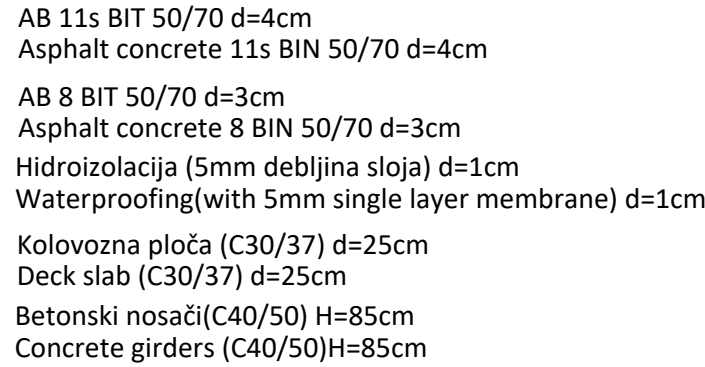 AB 11s BIT 50/70 d=4cm
Asphalt concrete 11s BIN 50/70 d=4cm
AB 8 BIT 50/70 d=3cm
Asphalt concrete 8 BIN 50/70 d=3cm
Hidroizolacija (5mm debljina sloja) d=1cm
Waterproofing(with 5mm single layer membrane) d=1cm
Kolovozna ploča (C30/37) d=25cm
Deck slab (C30/37) d=25cm
Betonski nosači(C40/50) H=85cm
Concrete girders (C40/50)H=85cm